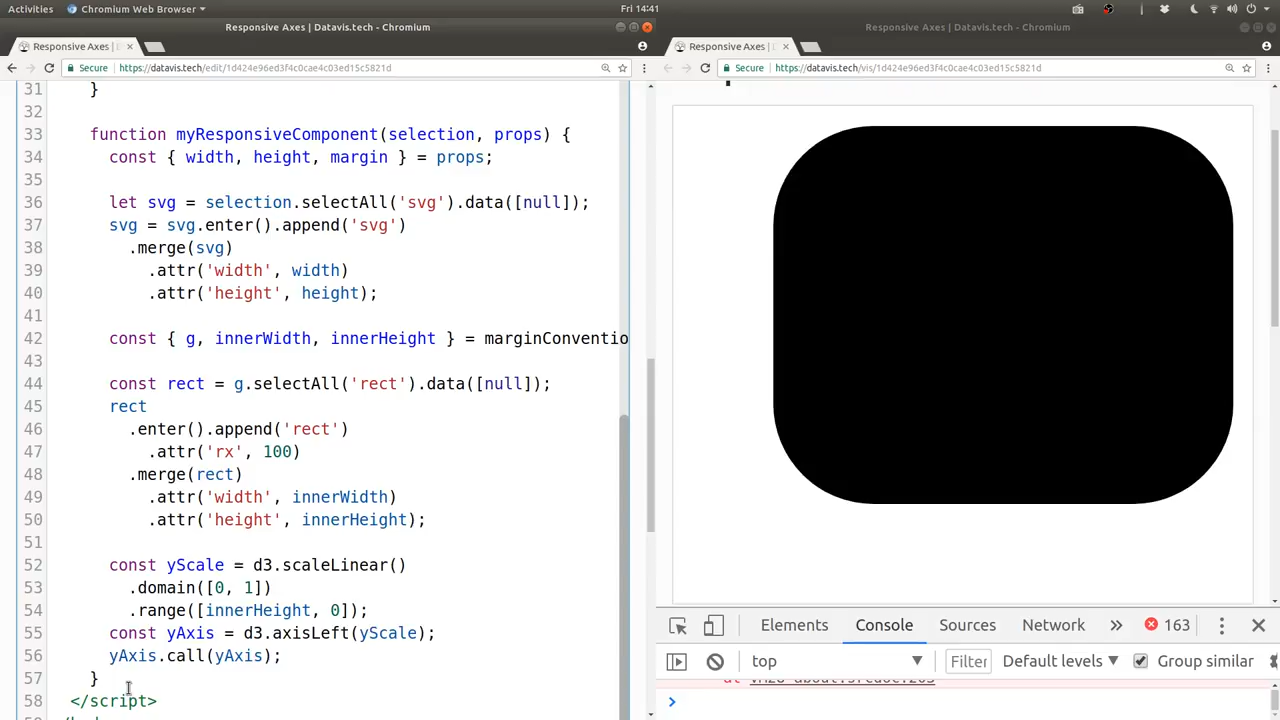 Activities Chromium Web Browser Fri 14:41
Responsive Axes | Datavis.tech - Chromium
Responsive Axes | Datavis.tech - Chromium
Responsive Axes |
Responsive Axes | Datavis.
Secure https://datavis.tech/edit/1d424e96ed3f4c0cae4c03ed15c5821d
Secure https://datavis.tech/vis/1d424e96ed3f4c0cae4c03ed15c5821d
31 }
32
33 function myResponsiveComponent(selection, props) {
34 const { width, height, margin } = props;
35
36 let svg = selection.selectAll('svg').data([null]);
37 svg = svg.enter().append('svg')
38 .merge(svg)
39 .attr('width', width)
40 .attr('height', height);
41
42 const { g, innerWidth, innerHeight } = marginConventio
43
44 const rect = g.selectAll('rect').data([null]);
45 rect
46 .enter().append('rect')
47 .attr('rx', 100)
48 .merge(rect)
49 .attr('width', innerWidth)
50 .attr('height', innerHeight);
51
52 const yScale = d3.scaleLinear()
53 .domain([0, 1])
54 .range([innerHeight, 0]);
55 const yAxis = d3.axisLeft(yScale);
56 yAxis.call(yAxis);
57 }
58 </script>
Elements Console Sources Network » 163
top Filter Default levels Group similar